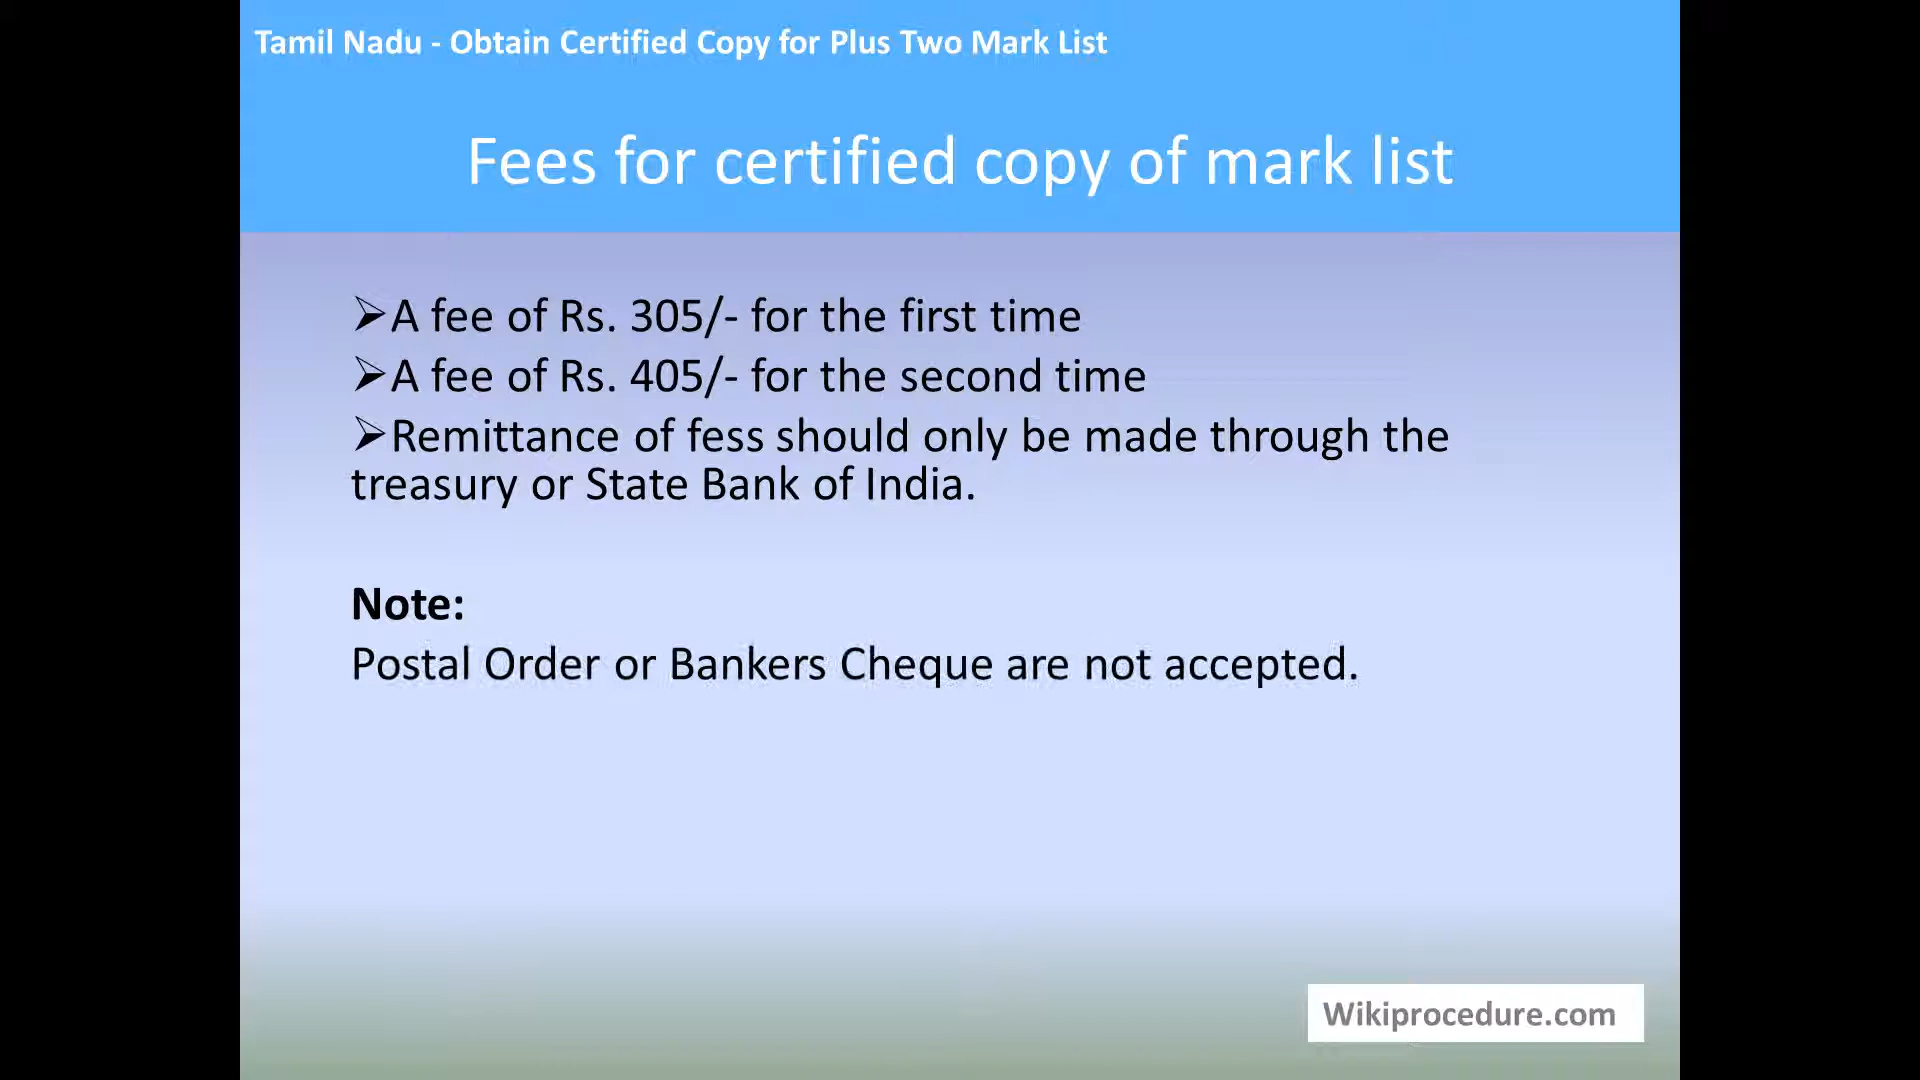 Tamil Nadu - Obtain Certified Copy for Plus Two Mark List
Fees for certified copy of mark list
➢A fee of Rs. 305/- for the first time
➢A fee of Rs. 405/- for the second time
➢Remittance of fess should only be made through the
treasury or State Bank of India.
Note:
Postal Order or Bankers Cheque are not accepted.
Wikiprocedure.com